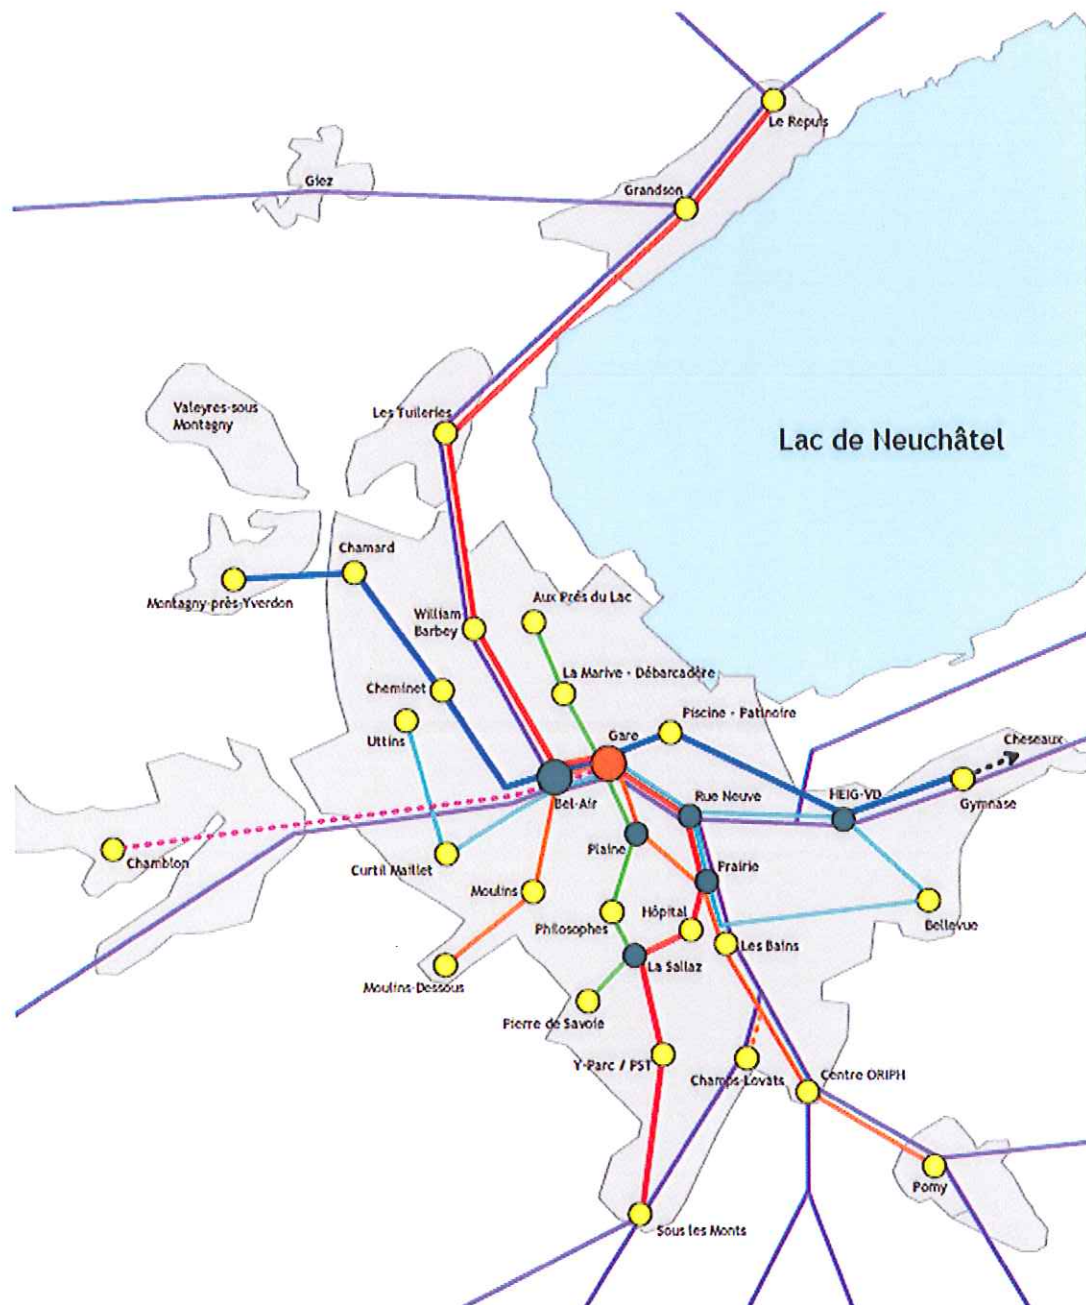 Le Repuis
Giez
Grandson
Valeyres-sous
Montagny
Les Tuileries
Lac de Neuchâtel
Chamard
Montagny-près-Yverdon
Aux Prés du Lac
William
Barbey
La Marive - Débarcadère
Cheminet
Piscine - Patinoire
Uttins
Gare
Cheseaux
Bel-Air
Rue Neuve
HEIG-VD
Gymnase
Plaine
Chamblon
Curtil Maillet
Prairie
Moulins
Hôpital
Philosophes
Bellevue
Les Bains
La Sallaz
Moulins-Dessous
Pierre de Savoie
Y-Parc / PST
Champs-Lovats
Centre ORIPH
Pomy
Sous les Monts